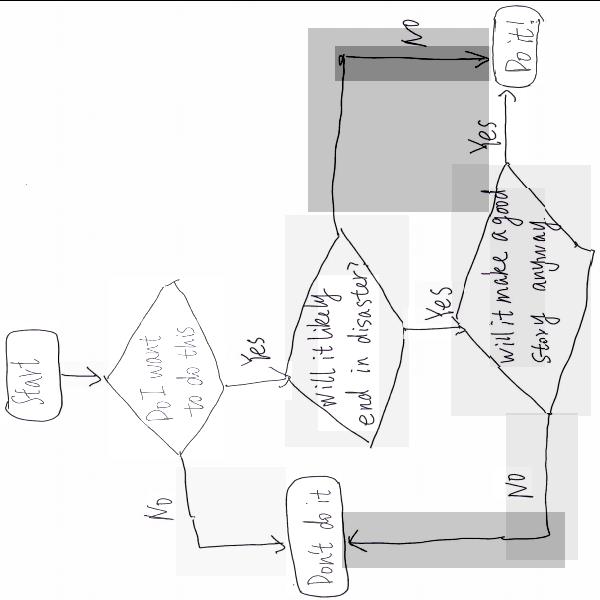 Start
Do I want
to do this
No
Yes
Don't do it
Will it likely
end in disaster?
No
Yes
Will it make a good
story anyway.
Yes
No
Do it!